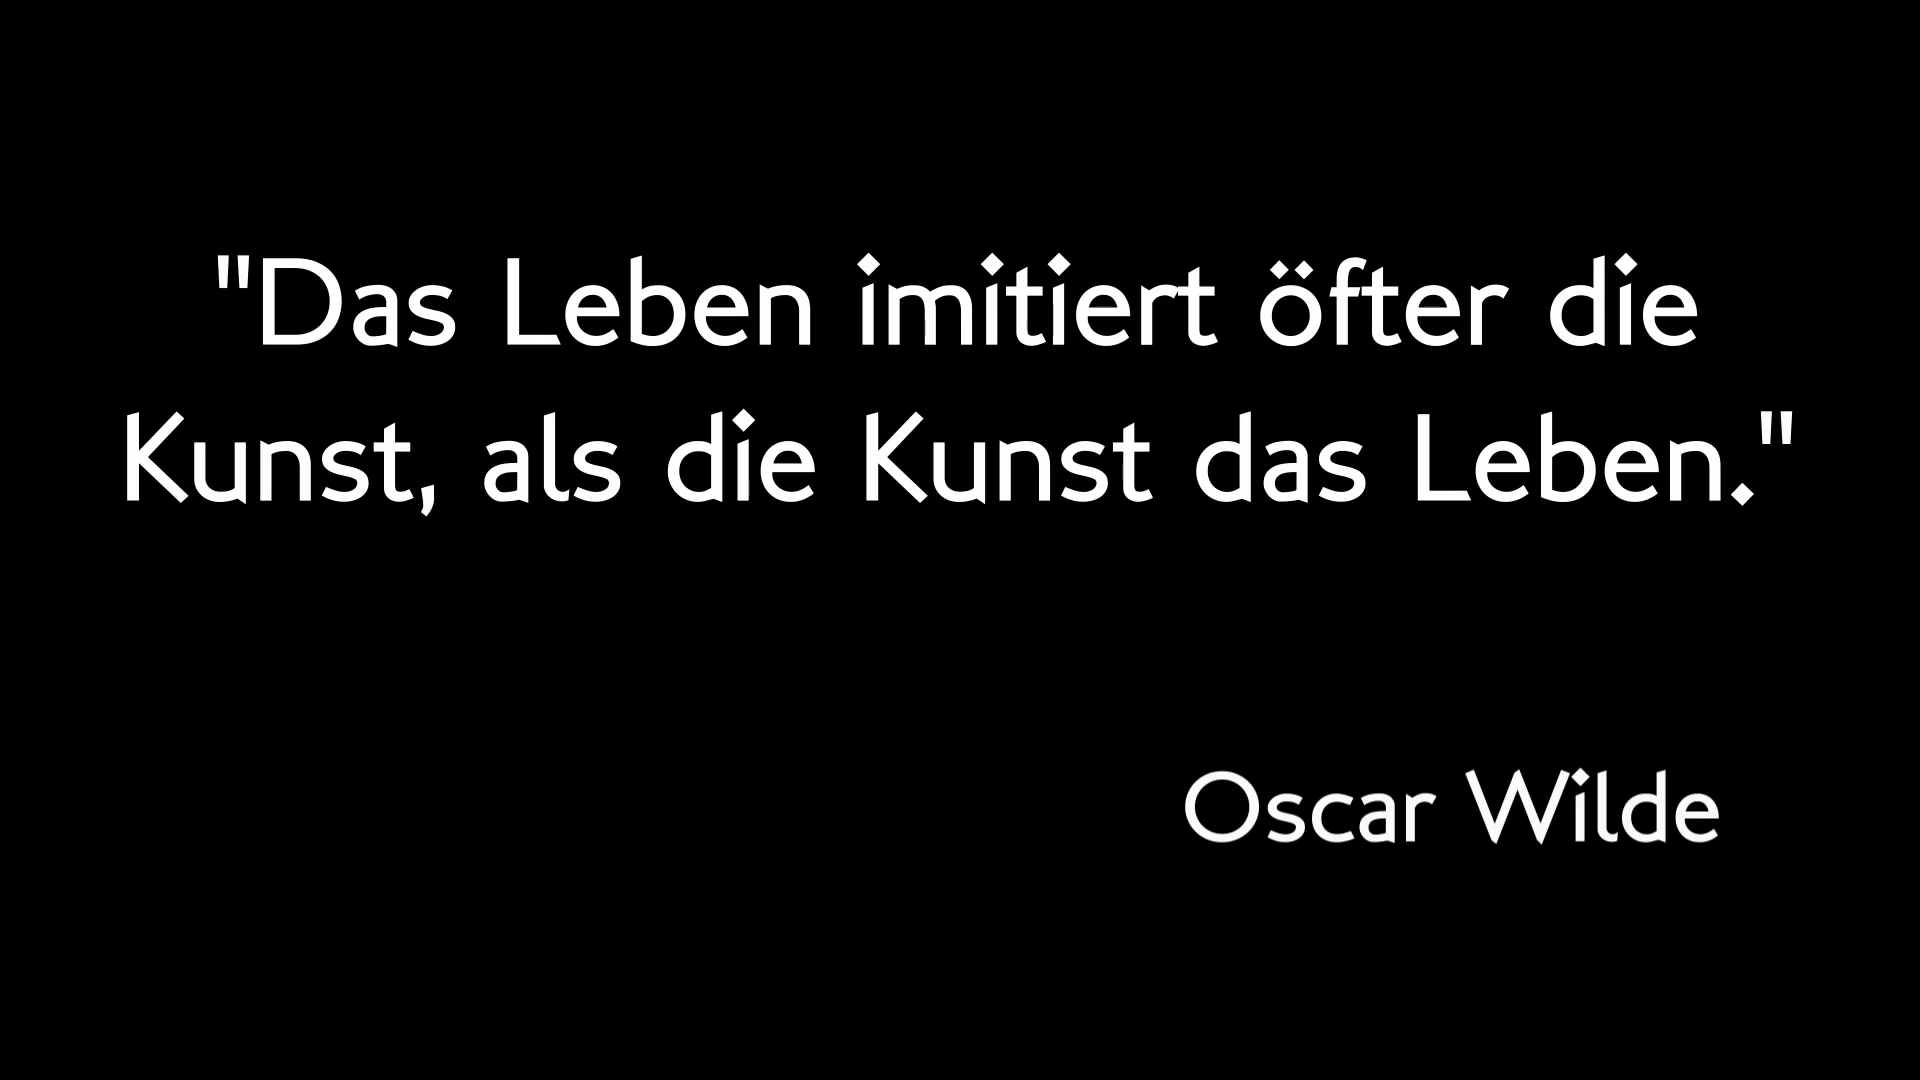 "Das Leben imitiert öfter die
Kunst, als die Kunst das Leben."
Oscar Wilde